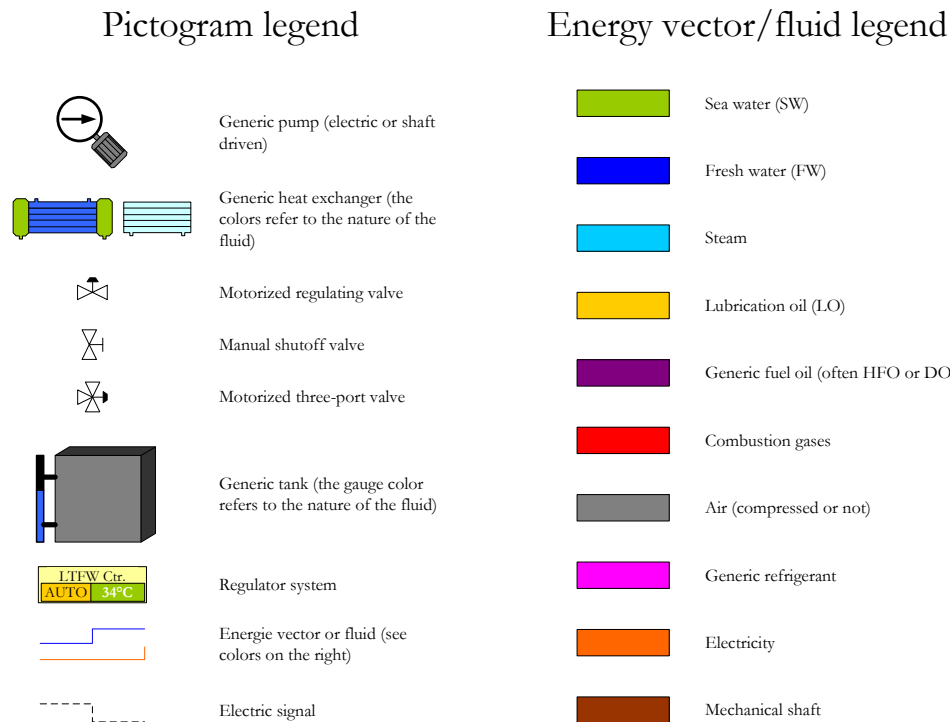 Pictogram legend
Generic pump (electric or shaft
driven)
Generic heat exchanger (the
colors refer to the nature of the
fluid)
Motorized regulating valve
Manual shutoff valve
Motorized three-port valve
Generic tank (the gauge color
refers to the nature of the fluid)
LTFW Ctr.
AUTO 34°C
Regulator system
Energie vector or fluid (see
colors on the right)
Electric signal
Energy vector/fluid legend
Sea water (SW)
Fresh water (FW)
Steam
Lubrication oil (LO)
Generic fuel oil (often HFO or DO
Combustion gases
Air (compressed or not)
Generic refrigerant
Electricity
Mechanical shaft